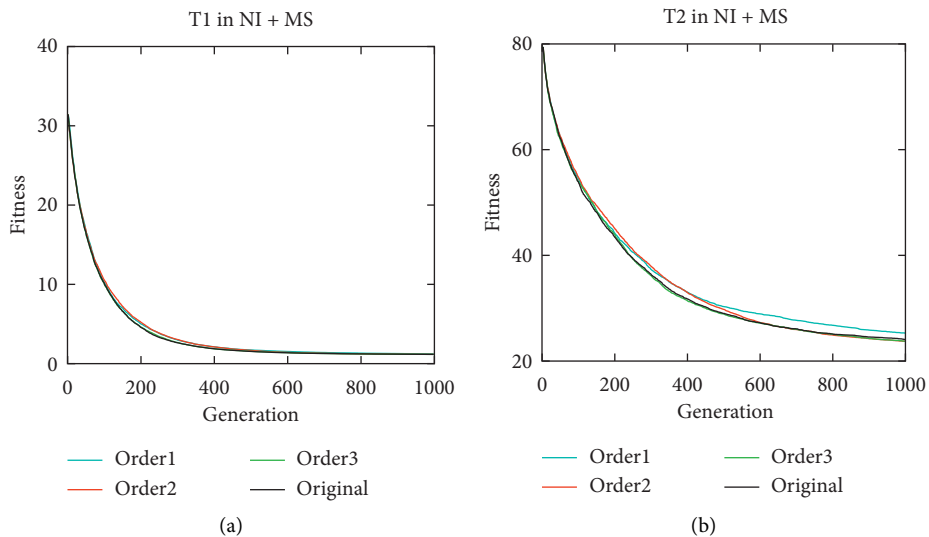 T1 in NI + MS
40
30
20
10
0
Fitness
0 200 400 600 800 1000
Generation
Order1 Order3
Order2 Original
(a)
T2 in NI + MS
80
60
40
20
Fitness
0 200 400 600 800 1000
Generation
Order1 Order3
Order2 Original
(b)